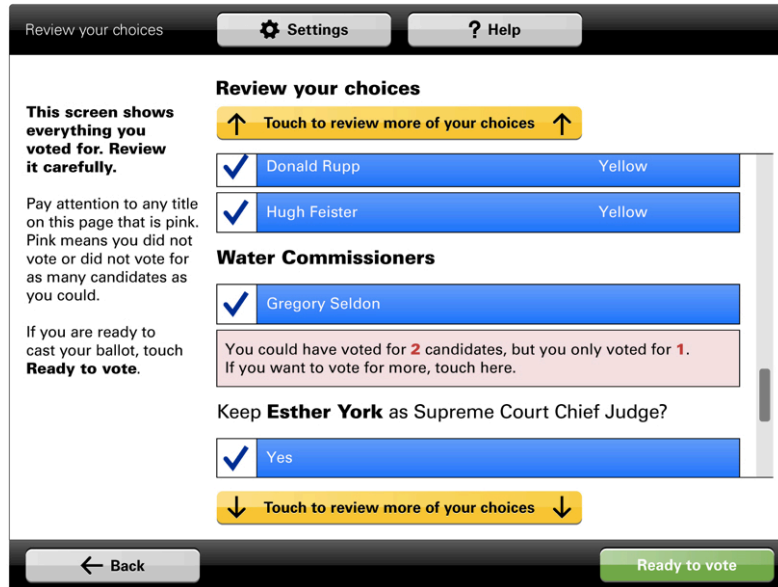 Review your choices
Settings
? Help
This screen shows
everything you
voted for. Review
it carefully.
Pay attention to any title
on this page that is pink.
Pink means you did not
vote or did not vote for
as many candidates as
you could.
If you are ready to
cast your ballot, touch
Ready to vote.
Review your choices
↑ Touch to review more of your choices ↑
Donald Rupp Yellow
Hugh Feister Yellow
Water Commissioners
Gregory Seldon
You could have voted for 2 candidates, but you only voted for 1.
If you want to vote for more, touch here.
Keep Esther York as Supreme Court Chief Judge?
Yes
↓ Touch to review more of your choices ↓
← Back
Ready to vote